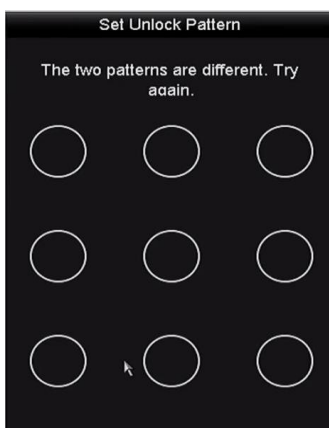 Set Unlock Pattern
The two patterns are different. Try
again.